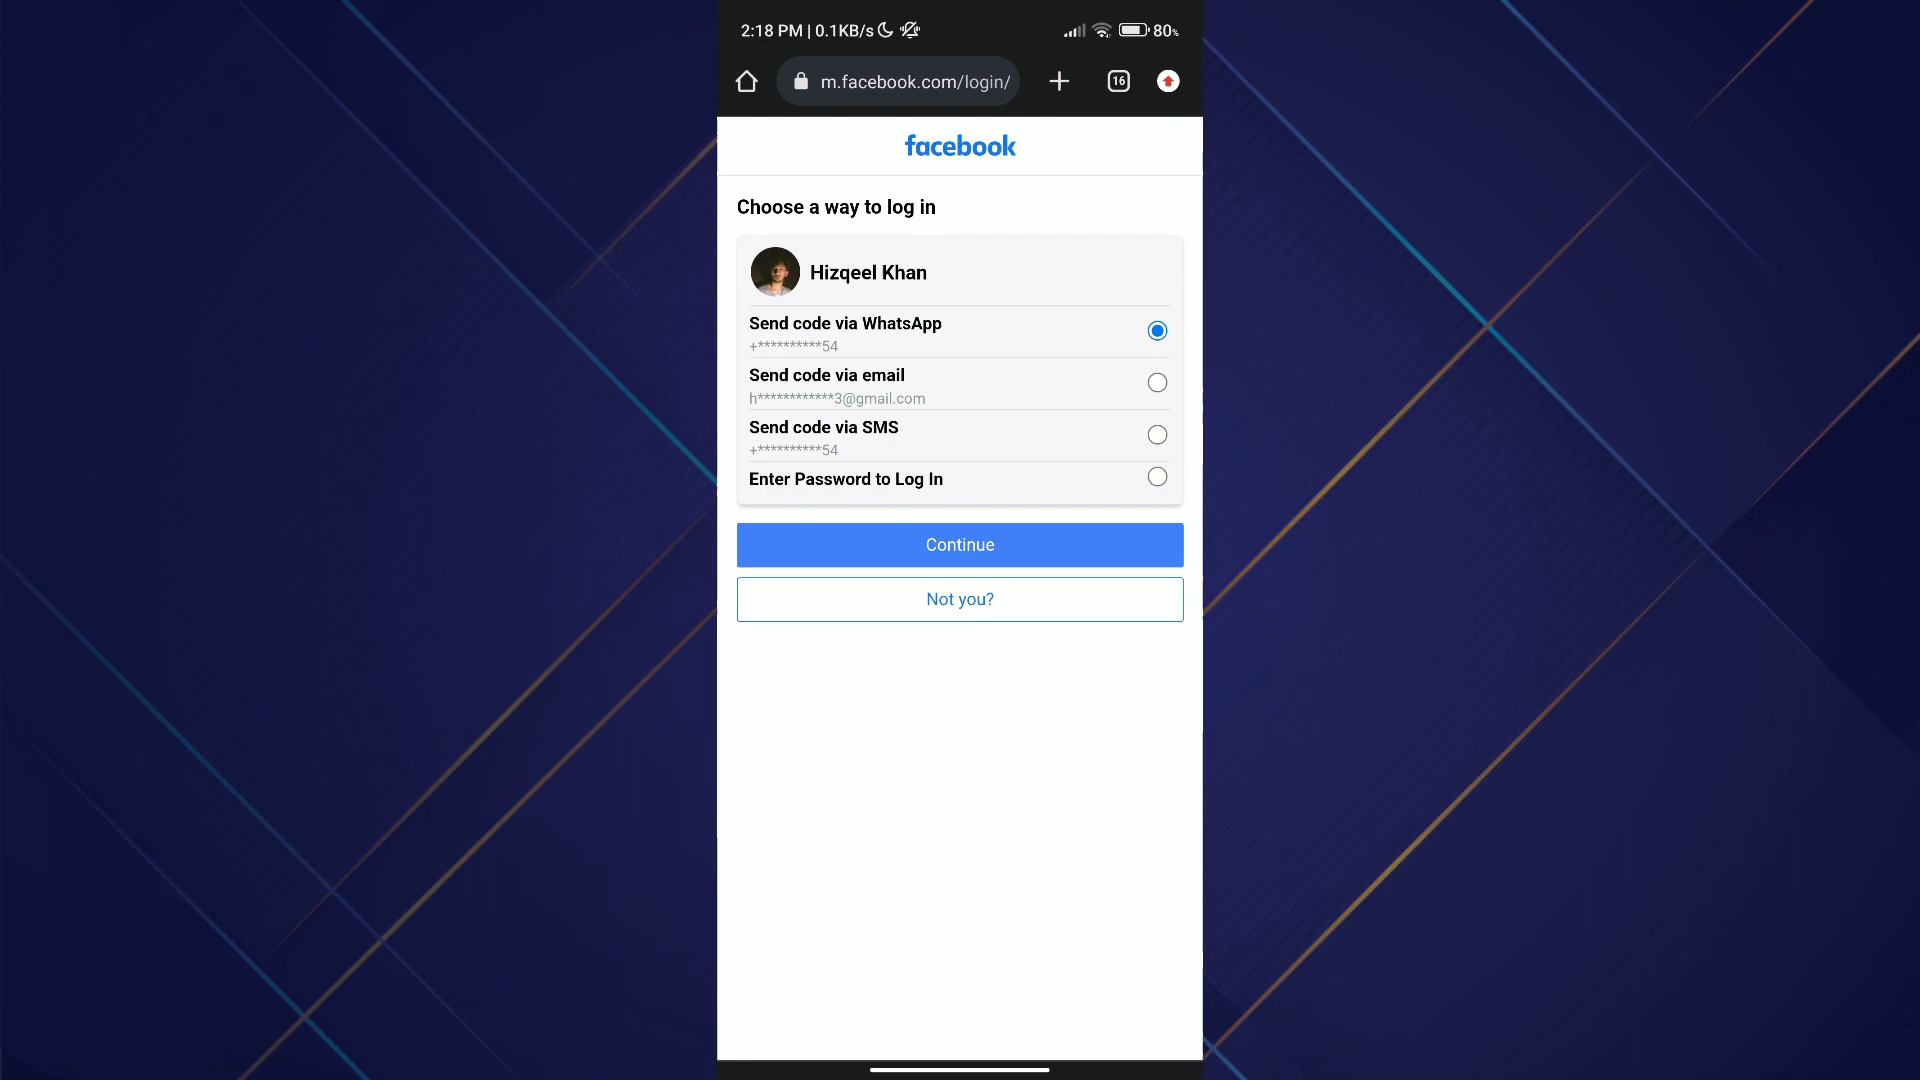 2:18 PM | 0.1KB/s 80%
m.facebook.com/login/ 16
facebook
Choose a way to log in
Hizqeel Khan
Send code via WhatsApp
+**********54
Send code via email
h************3@gmail.com
Send code via SMS
+**********54
Enter Password to Log In
Continue
Not you?